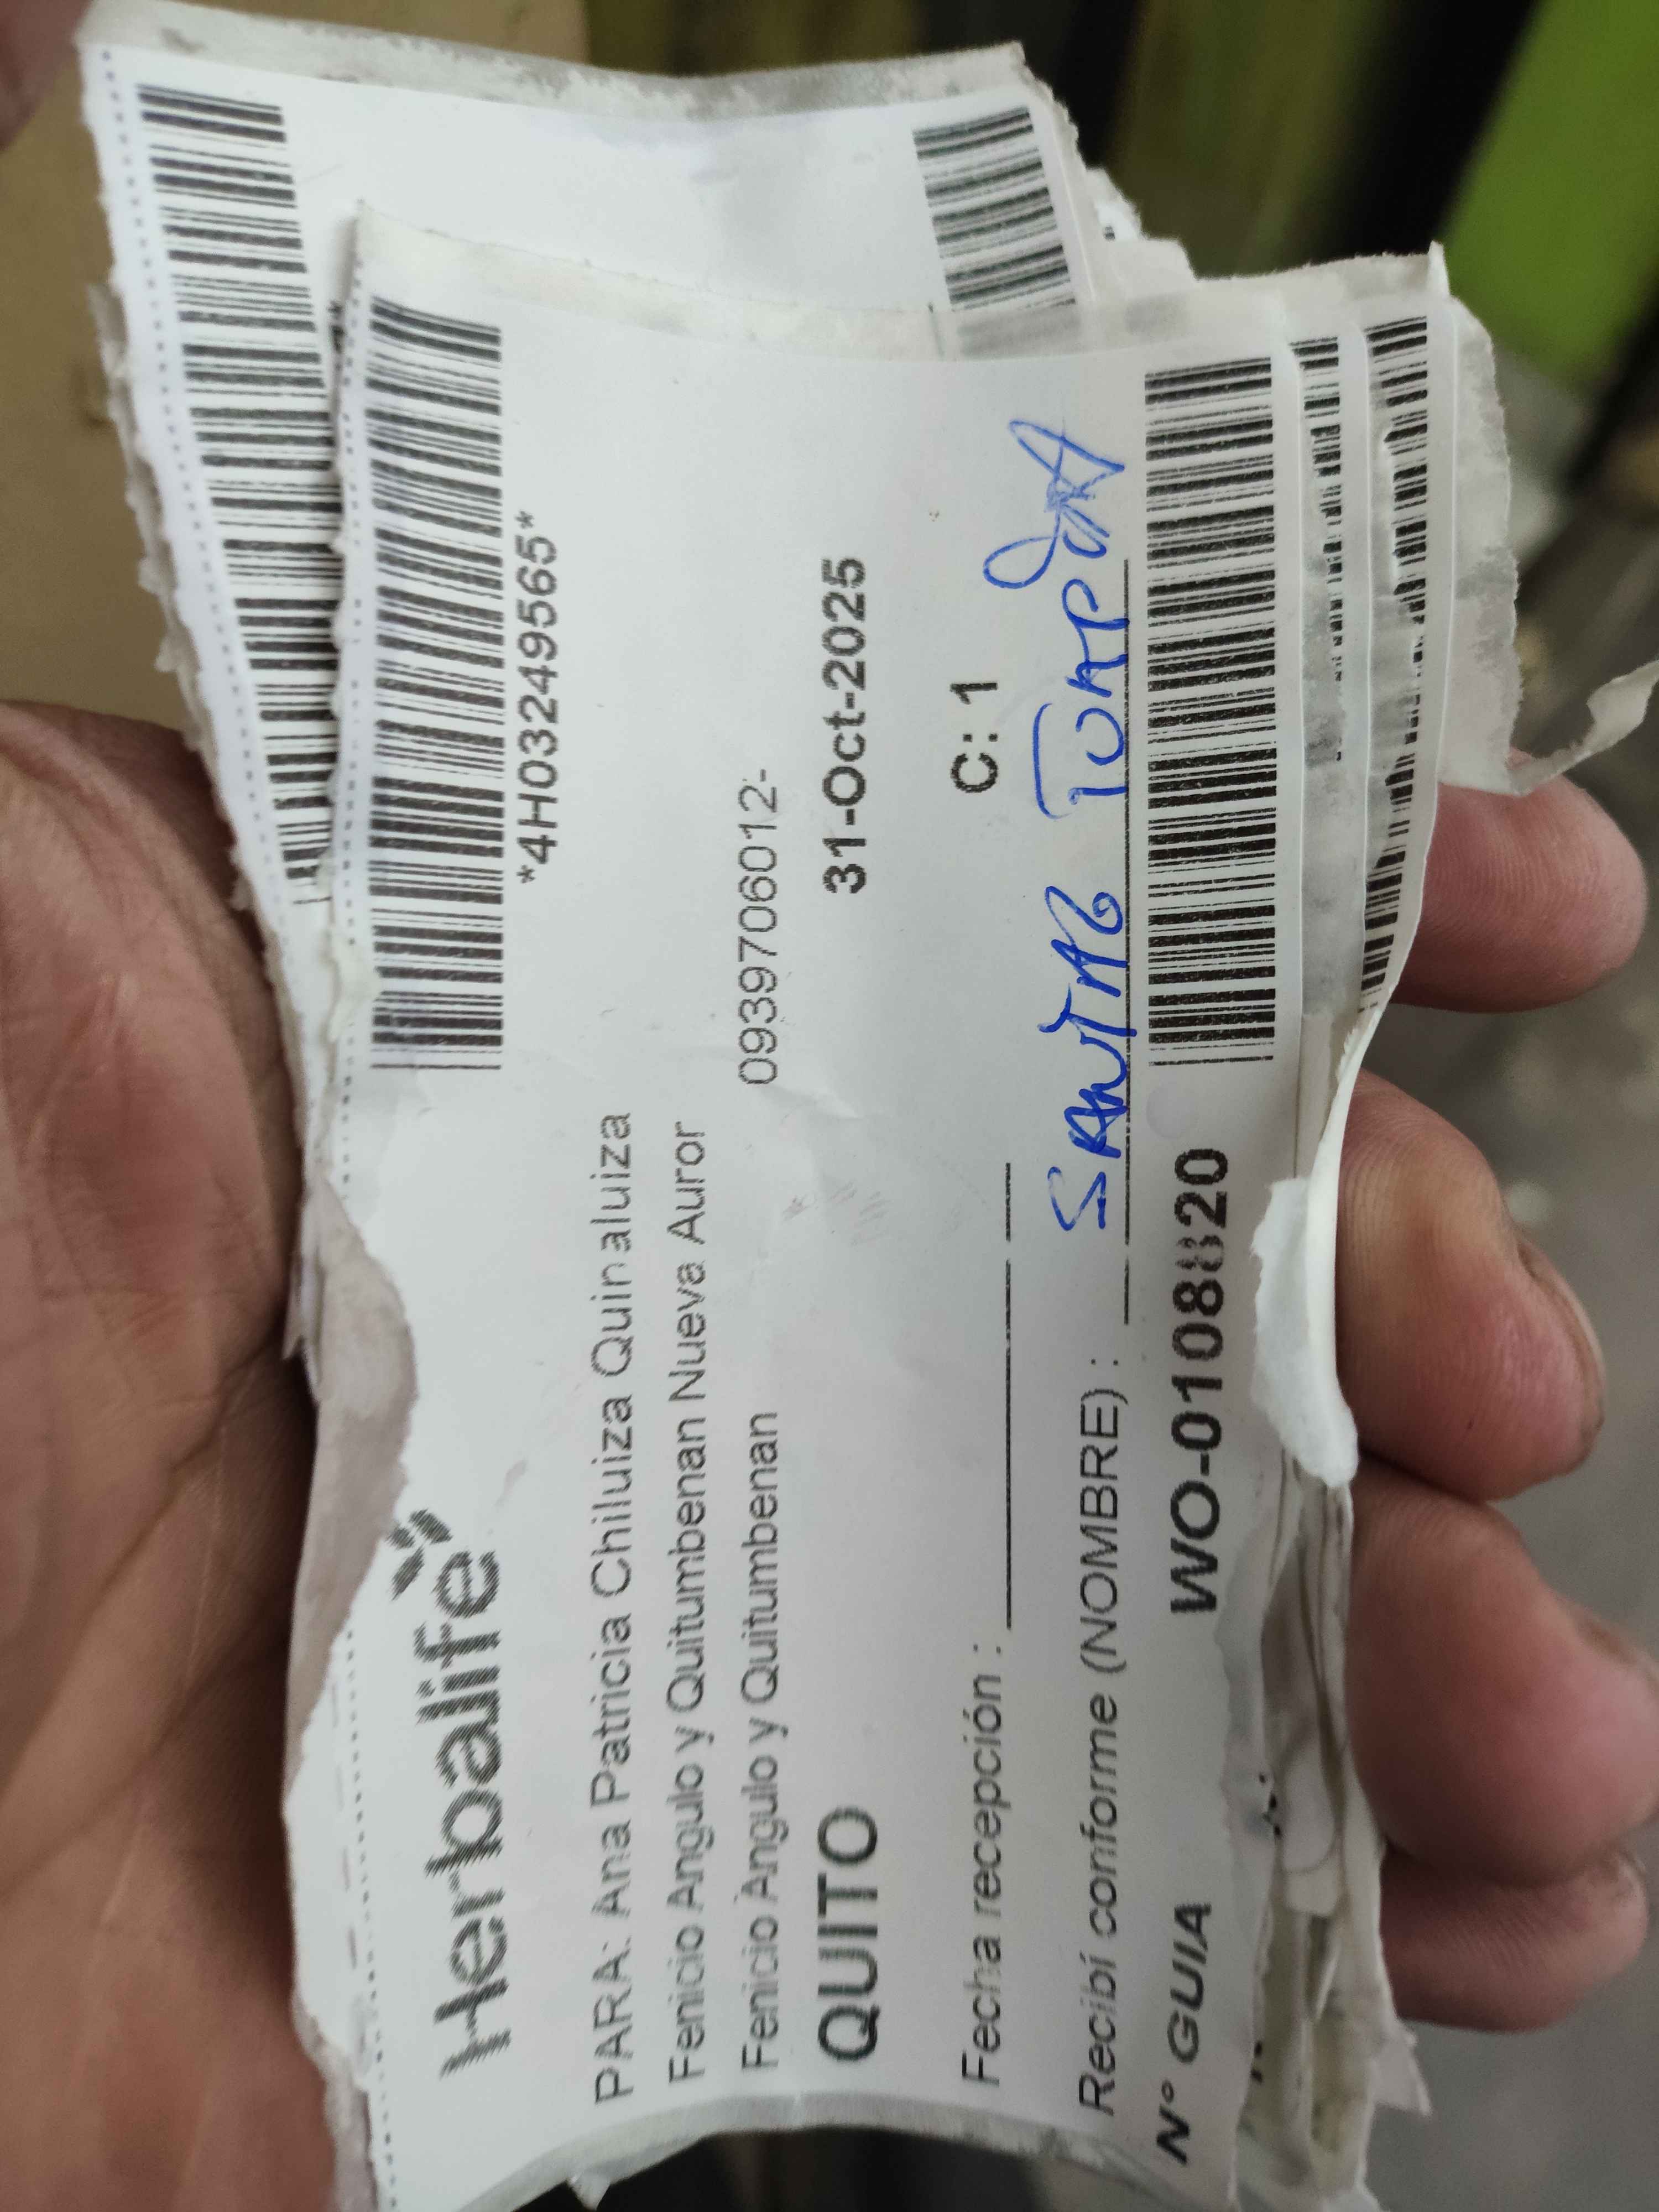 Herbalife
*4H03249565*
PARA: Ana Patricia Chiluiza Quinaluiza
Fenicio Angulo y Quitumbenan Nueva Auror
Fenicio Angulo y Quitumbenan 0939706012-
QUITO 31-Oct-2025
Fecha recepción : C: 1
Recibí conforme (NOMBRE) :
N° GUIA WO-0108820